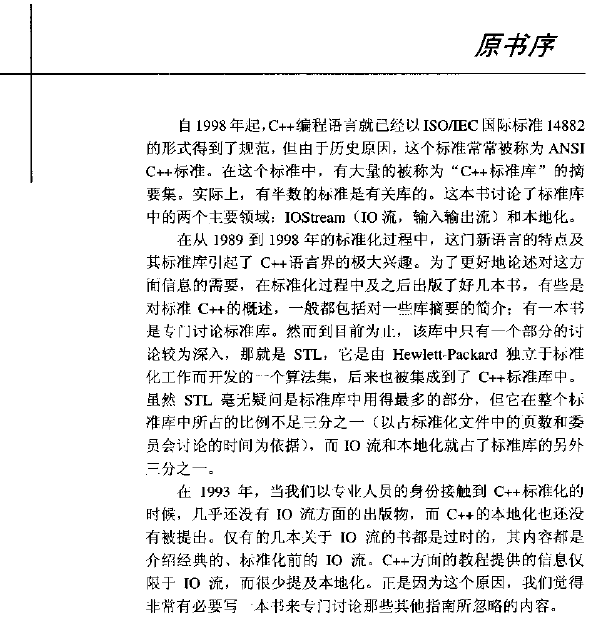 原书序
自 1998 年起，C++编程语言就已经以 ISO/IEC 国际标准 14882
的形式得到了规范，但由于历史原因，这个标准常常被称为 ANSI
C++标准。在这个标准中，有大量的被称为“C++标准库”的摘
要集。实际上，有半数的标准是有关库的。这本书讨论了标准库
中的两个主要领域：IOStream（IO 流，输入输出流）和本地化。
在从 1989 到 1998 年的标准化过程中，这门新语言的特点及
其标准库引起了 C++语言界的极大兴趣。为了更好地论述对这方
面信息的需要，在标准化过程中及之后出版了好几本书，有些是
对标准 C++的概述，一般都包括对一些库摘要的简介；有一本书
是专门讨论标准库。然而到目前为止，该库中只有一个部分的讨
论较为深入，那就是 STL，它是由 Hewlett-Packard 独立于标准
化工作而开发的一个算法集，后来也被集成到了 C++标准库中。
虽然 STL 毫无疑问是标准库中用得最多的部分，但它在整个标
准库中所占的比例不足三分之一（以占标准化文件中的页数和委
员会讨论的时间为依据），而 IO 流和本地化就占了标准库的另外
三分之一。
在 1993 年，当我们以专业人员的身份接触到 C++标准化的
时候，几乎还没有 IO 流方面的出版物，而 C++的本地化也还没
有被提出。仅有的几本关于 IO 流的书都是过时的，其内容都是
介绍经典的、标准化前的 IO 流。C++方面的教程提供的信息仅
限于 IO 流，而很少提及本地化。正是因为这个原因，我们觉得
非常有必要写一本书来专门讨论那些其他指南所忽略的内容。